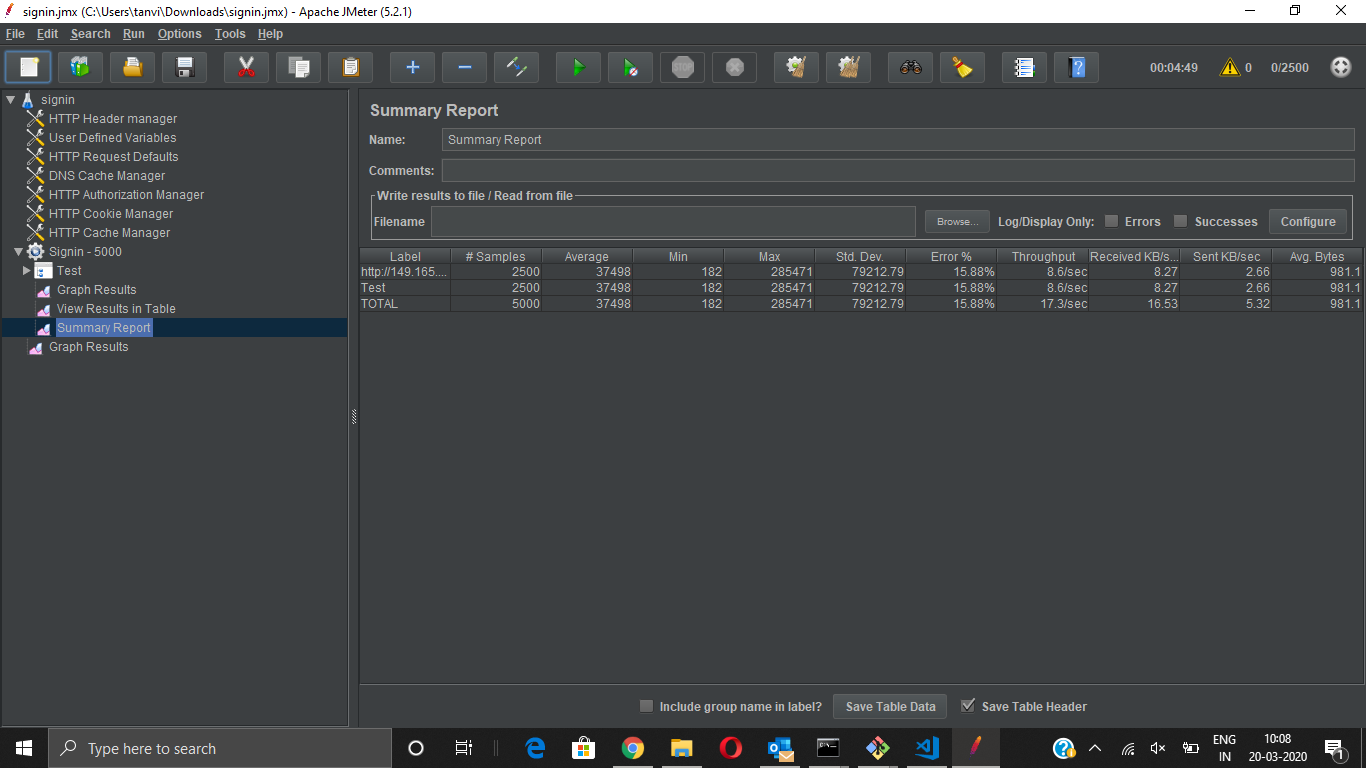 signin.jmx (C:\Users\tanvi\Downloads\signin.jmx) - Apache JMeter (5.2.1)
File Edit Search Run Options Tools Help
STOP 00:04:49 0 0/2500
signin
HTTP Header manager
User Defined Variables
HTTP Request Defaults
DNS Cache Manager
HTTP Authorization Manager
HTTP Cookie Manager
HTTP Cache Manager
Signin - 5000
Test
Graph Results
View Results in Table
Summary Report
Graph Results
Summary Report
Name: Summary Report
Comments:
Write results to file / Read from file
Filename Browse... Log/Display Only: Errors Successes Configure
Label # Samples Average Min Max Std. Dev. Error % Throughput Received KB/s... Sent KB/sec Avg. Bytes
http://149.165.... 2500 37498 182 285471 79212.79 15.88% 8.6/sec 8.27 2.66 981.1
Test 2500 37498 182 285471 79212.79 15.88% 8.6/sec 8.27 2.66 981.1
TOTAL 5000 37498 182 285471 79212.79 15.88% 17.3/sec 16.53 5.32 981.1
Include group name in label? Save Table Data Save Table Header
Type here to search
ENG
IN
10:08
20-03-2020
1